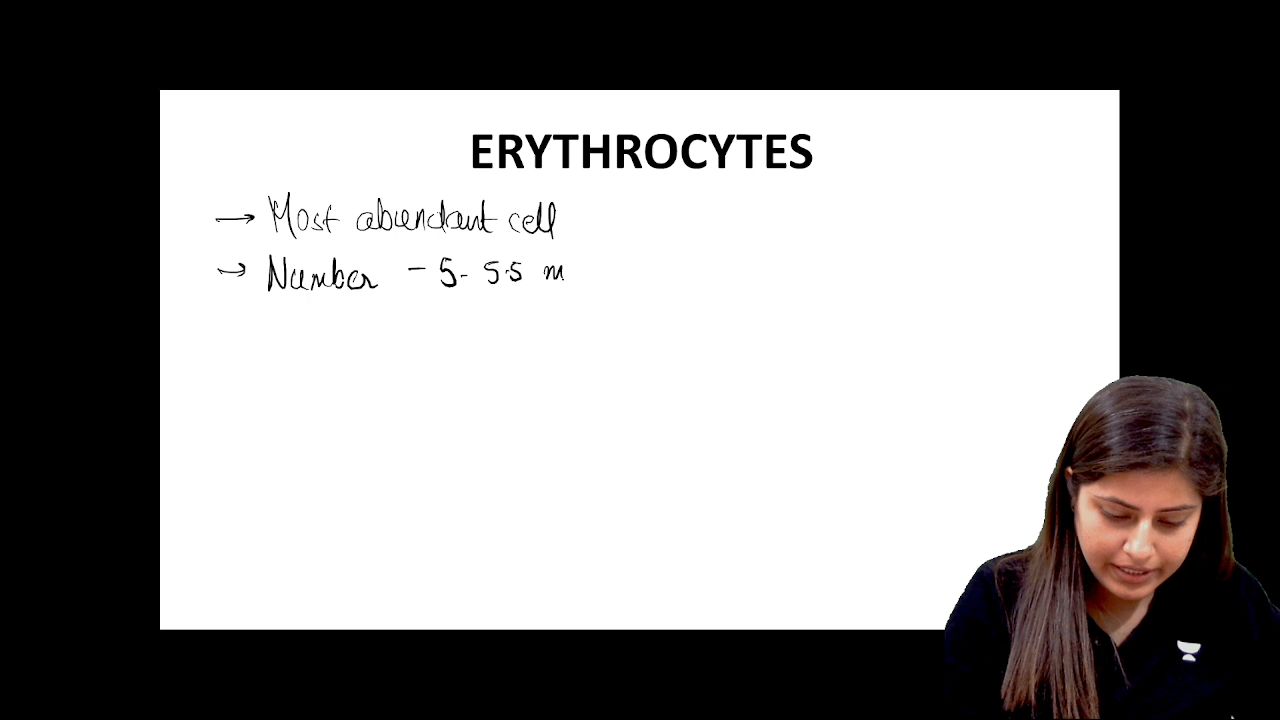 ERYTHROCYTES
→ Most abundant cell
→ Number - 5- 5.5 m